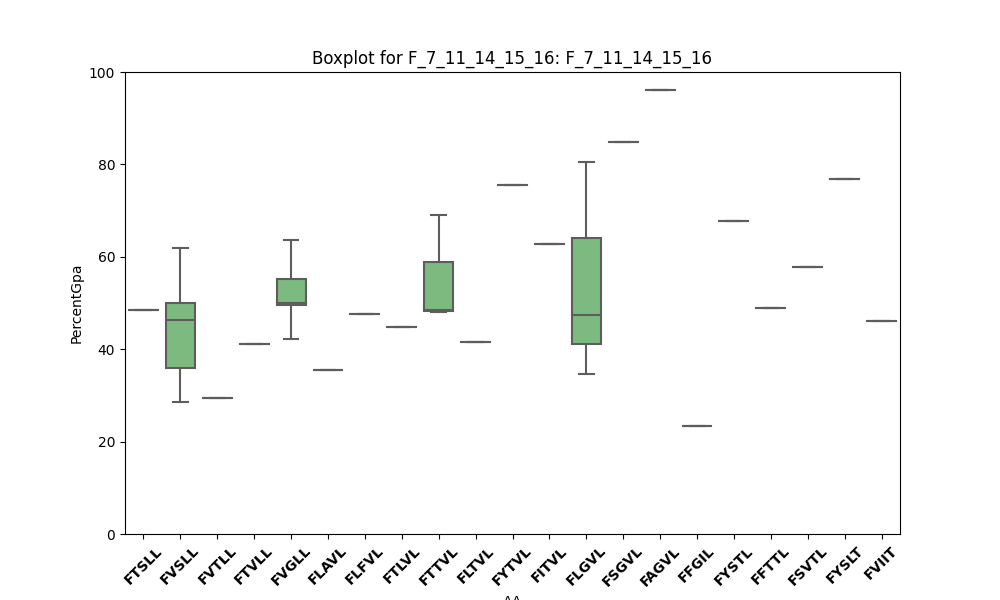 Boxplot for F_7_11_14_15_16: F_7_11_14_15_16
100
80
60
40
20
0
PercentGpa
FTSLL
FVSLL
FVTLL
FTVLL
FVGLL
FLAVL
FLFVL
FTLVL
FTTVL
FLTVL
FYTVL
FITVL
FLGVL
FSGVL
FAGVL
FFGIL
FYSTL
FFTTL
FSVTL
FYSLT
FVIIT
AA